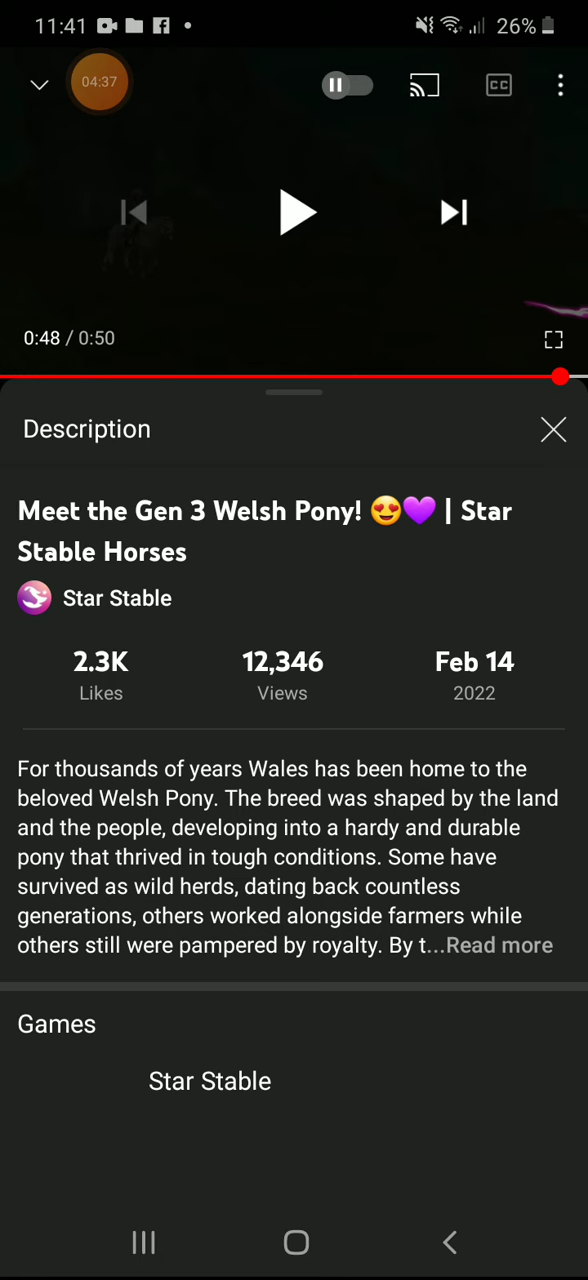 11:41 26%
04:37
CC
0:48 / 0:50
Description
Meet the Gen 3 Welsh Pony! 😍💜 | Star
Stable Horses
Star Stable
2.3K 12,346 Feb 14
Likes Views 2022
For thousands of years Wales has been home to the
beloved Welsh Pony. The breed was shaped by the land
and the people, developing into a hardy and durable
pony that thrived in tough conditions. Some have
survived as wild herds, dating back countless
generations, others worked alongside farmers while
others still were pampered by royalty. By t...Read more
Games
Star Stable